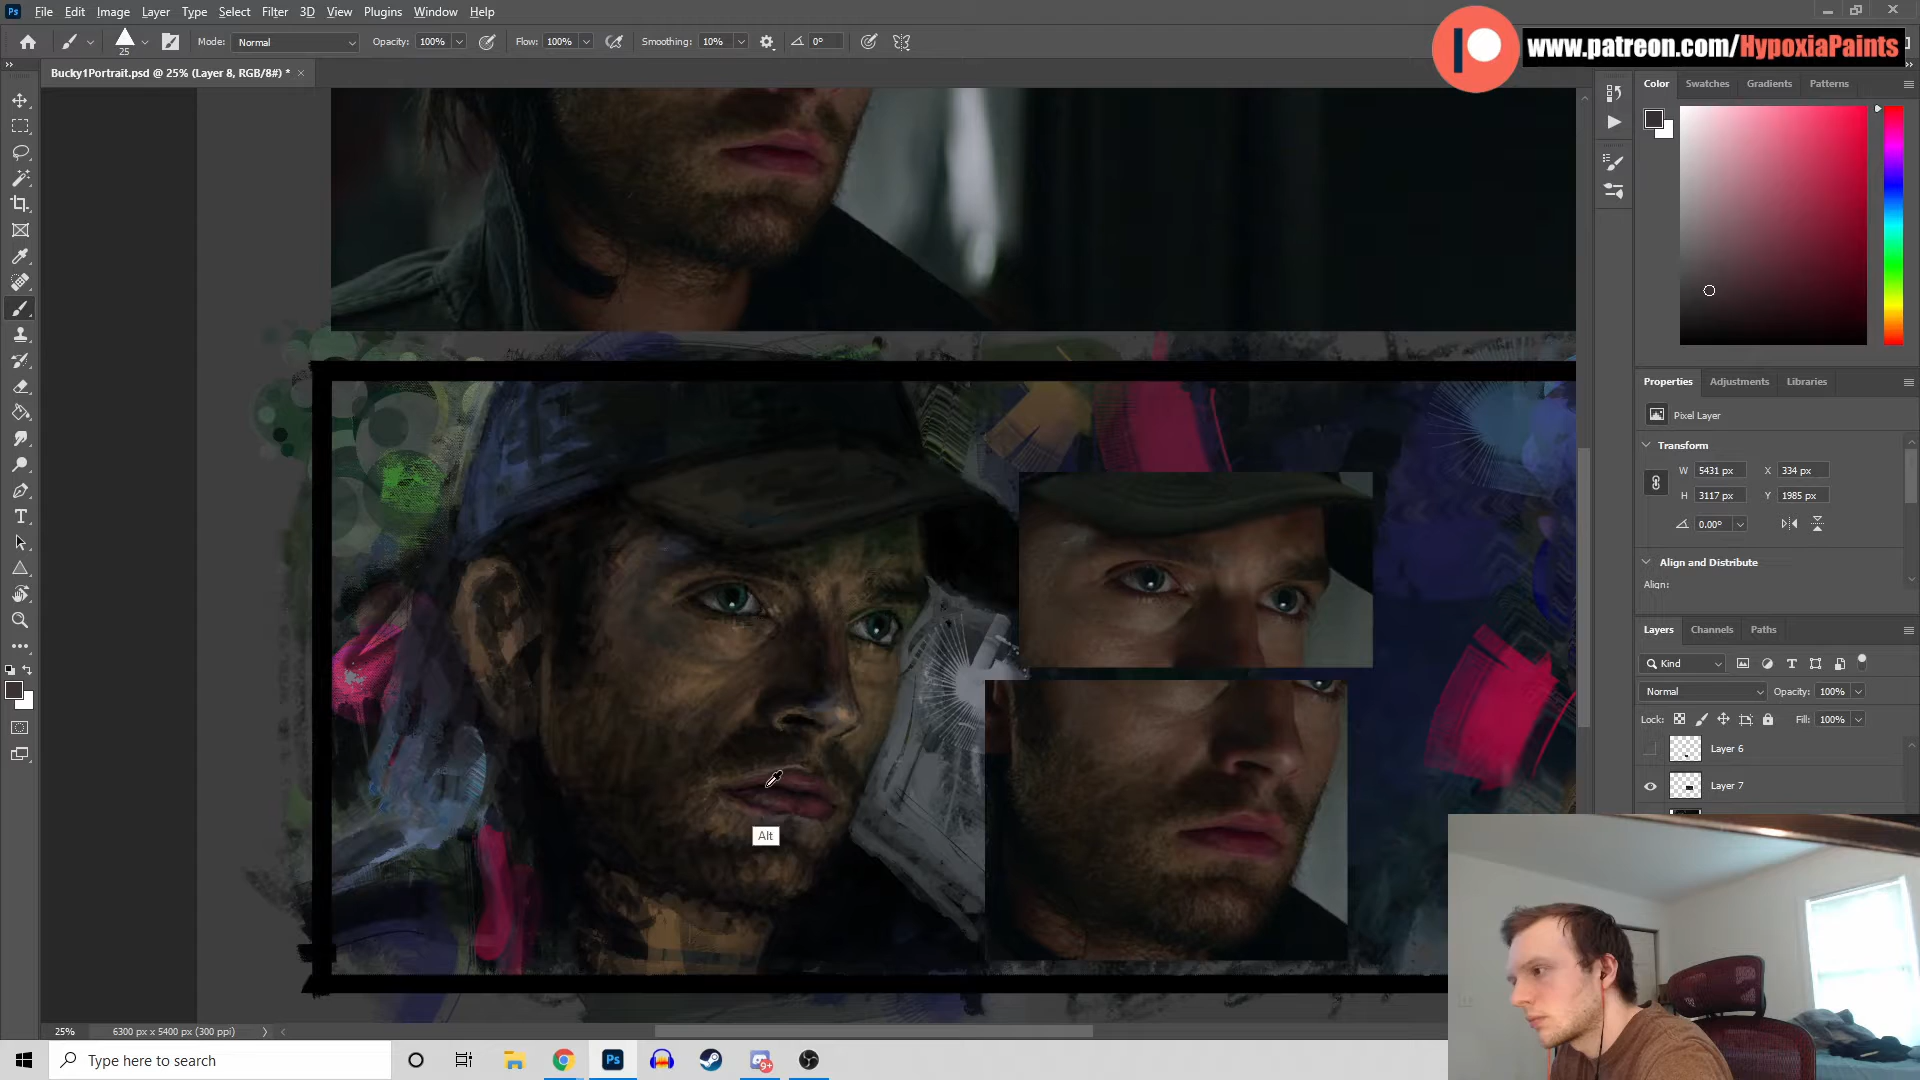 Ps File Edit Image Layer Type Select Filter 3D View Plugins Window Help
25 Mode: Normal Opacity: 100% Flow: 100% Smoothing: 10% 0°
www.patreon.com/HypoxiaPaints
Bucky1Portrait.psd @ 25% (Layer 8, RGB/8#) * ×
Color Swatches Gradients Patterns
Properties Adjustments Libraries
Pixel Layer
Transform
W 5431 px X 334 px
H 3117 px Y 1985 px
0.00°
Align and Distribute
Align:
Layers Channels Paths
Kind
Normal Opacity: 100%
Lock: Fill: 100%
Layer 6
Layer 7
Alt
25% 6300 px x 5400 px (300 ppi)
Type here to search
Ps
9+